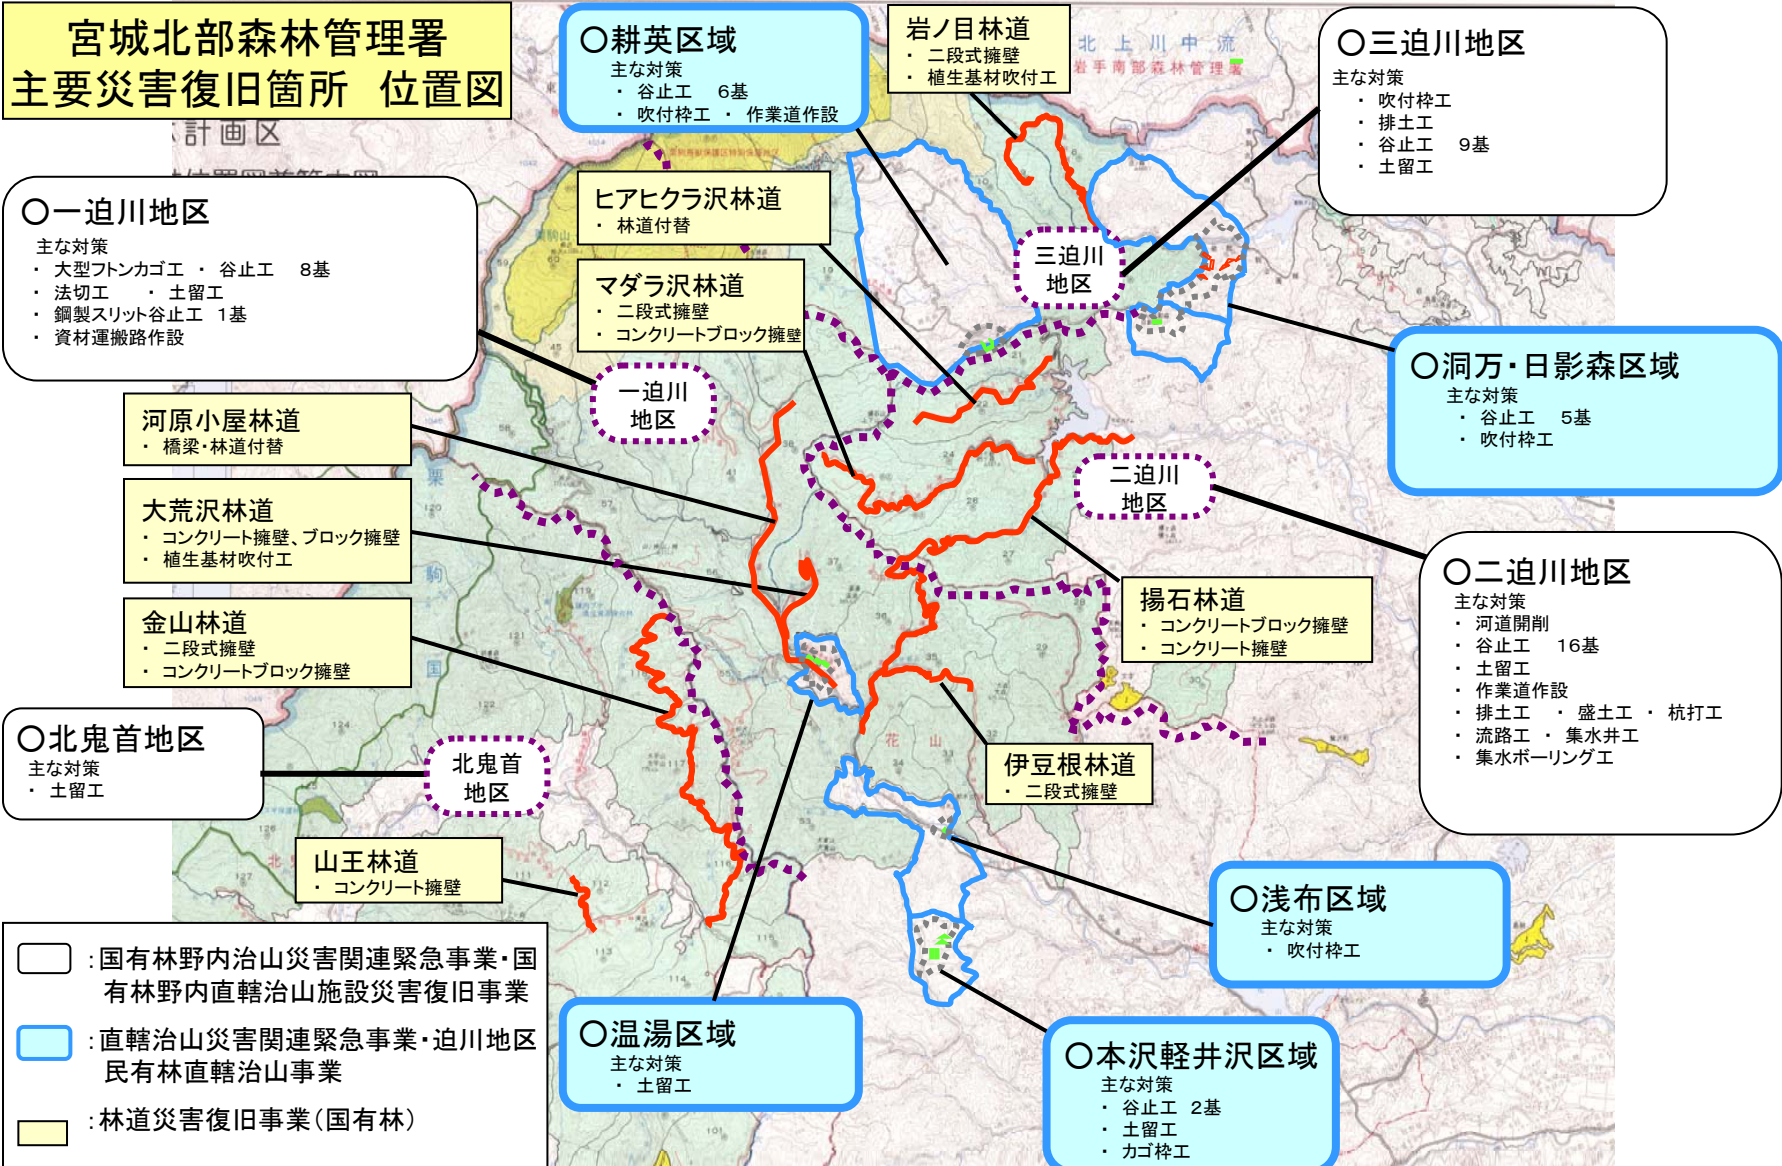 宮城北部森林管理署
主要災害復旧箇所 位置図
計画区
○耕英区域
主な対策
・ 谷止工 6基
・ 吹付枠工 ・ 作業道作設
岩ノ目林道
・ 二段式擁壁
・ 植生基材吹付工
北上川中流
岩手南部森林管理署
○三迫川地区
主な対策
・ 吹付枠工
・ 排土工
・ 谷止工 9基
・ 土留工
○一迫川地区
主な対策
・ 大型フトンカゴ工 ・ 谷止工 8基
・ 法切工 ・ 土留工
・ 鋼製スリット谷止工 1基
・ 資材運搬路作設
ヒアヒクラ沢林道
・ 林道付替
マダラ沢林道
・ 二段式擁壁
・ コンクリートブロック擁壁
三迫川
地区
一迫川
地区
○洞万・日影森区域
主な対策
・ 谷止工 5基
・ 吹付枠工
河原小屋林道
・ 橋梁・林道付替
大荒沢林道
・ コンクリート擁壁、ブロック擁壁
・ 植生基材吹付工
二迫川
地区
金山林道
・ 二段式擁壁
・ コンクリートブロック擁壁
揚石林道
・ コンクリートブロック擁壁
・ コンクリート擁壁
○二迫川地区
主な対策
・ 河道開削
・ 谷止工 16基
・ 土留工
・ 作業道作設
・ 排土工 ・ 盛土工 ・ 杭打工
・ 流路工 ・ 集水井工
・ 集水ボーリング工
栗
駒
国
花山
○北鬼首地区
主な対策
・ 土留工
北鬼首
地区
伊豆根林道
・ 二段式擁壁
山王林道
・ コンクリート擁壁
○浅布区域
主な対策
・ 吹付枠工
○温湯区域
主な対策
・ 土留工
○本沢軽井沢区域
主な対策
・ 谷止工 2基
・ 土留工
・ カゴ枠工
：国有林野内治山災害関連緊急事業・国
有林野内直轄治山施設災害復旧事業
：直轄治山災害関連緊急事業・迫川地区
民有林直轄治山事業
：林道災害復旧事業（国有林）